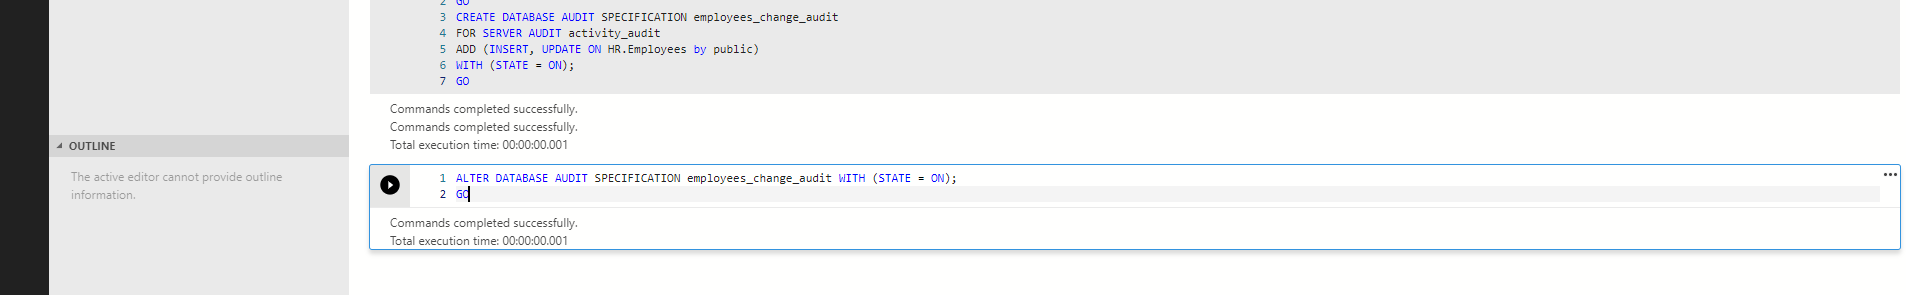 2 GO
3 CREATE DATABASE AUDIT SPECIFICATION employees_change_audit
4 FOR SERVER AUDIT activity_audit
5 ADD (INSERT, UPDATE ON HR.Employees by public)
6 WITH (STATE = ON);
7 GO
Commands completed successfully.
Commands completed successfully.
Total execution time: 00:00:00.001
OUTLINE
The active editor cannot provide outline
information.
1 ALTER DATABASE AUDIT SPECIFICATION employees_change_audit WITH (STATE = ON);
2 GO
Commands completed successfully.
Total execution time: 00:00:00.001